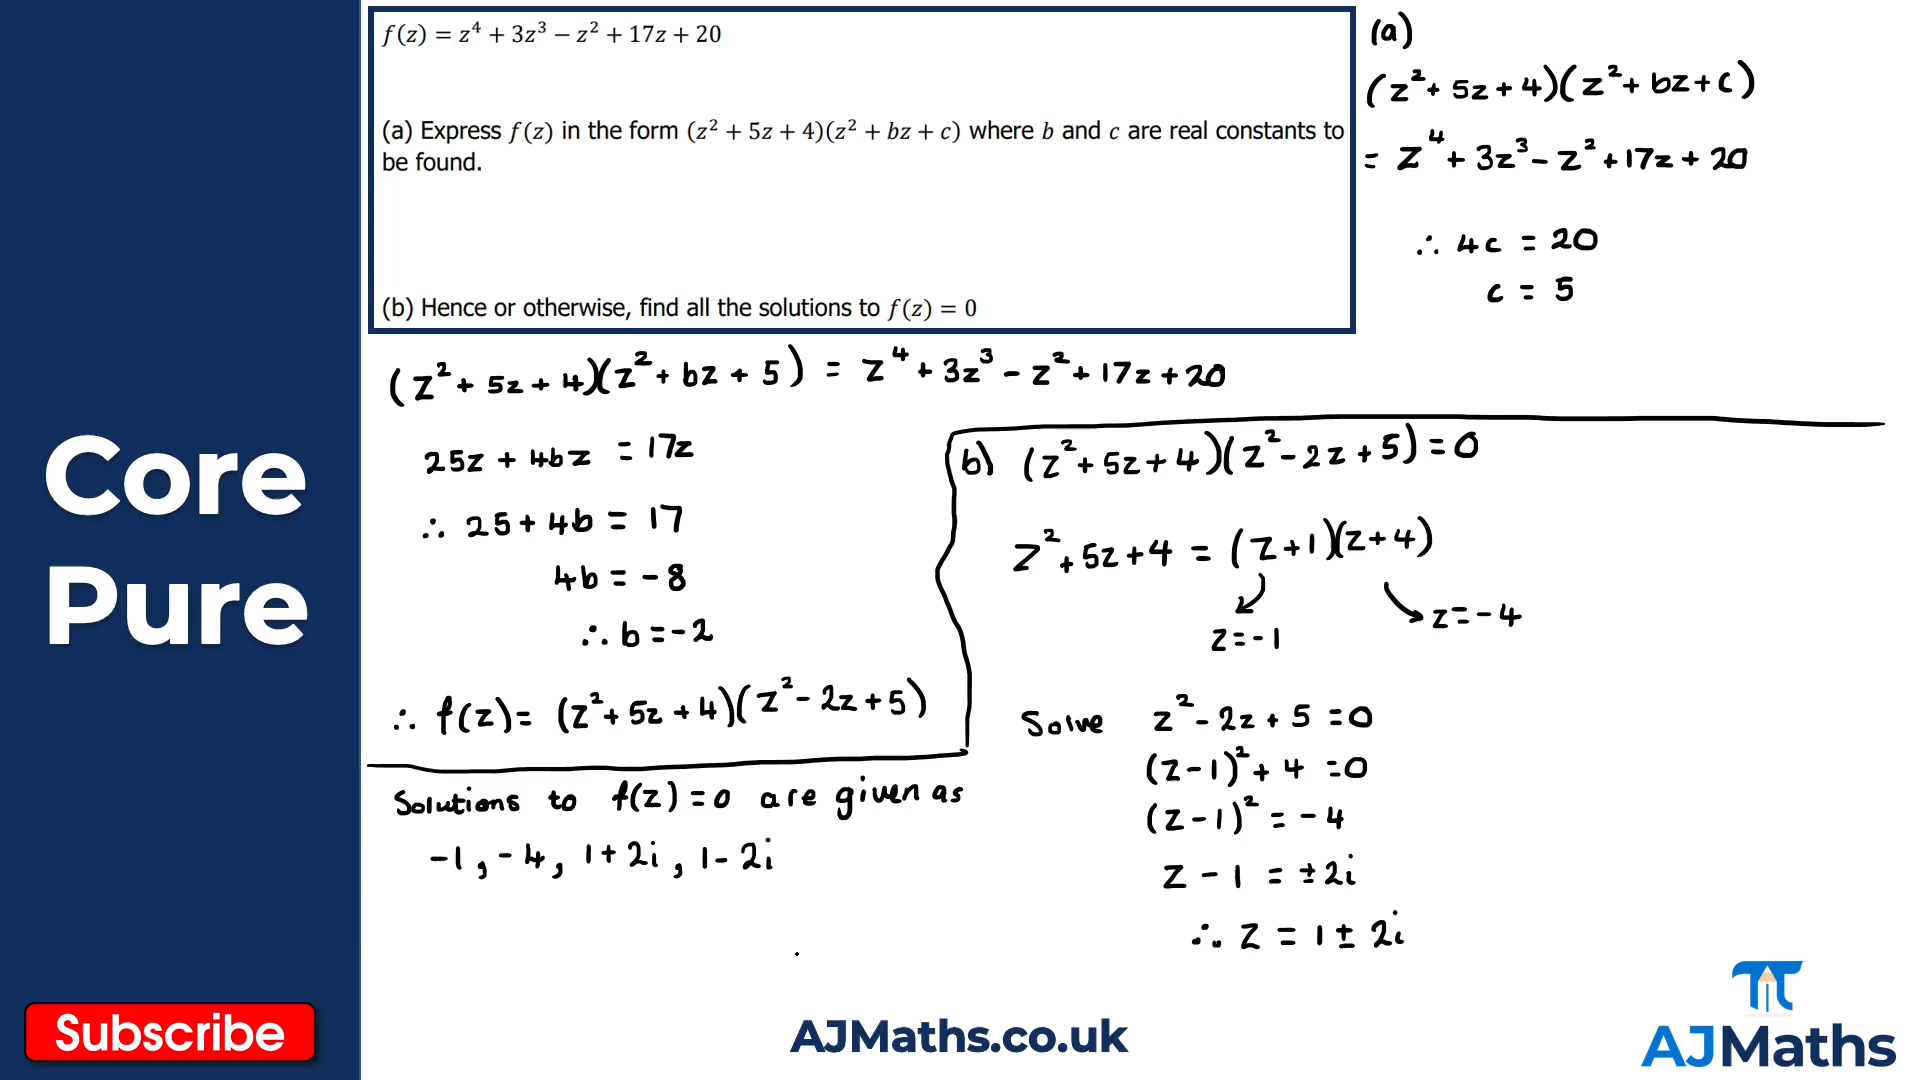 Core
Pure
Subscribe
f(z) = z⁴ + 3z³ − z² + 17z + 20
(a) Express f(z) in the form (z² + 5z + 4)(z² + bz + c) where b and c are real constants to
be found.
(b) Hence or otherwise, find all the solutions to f(z) = 0
(a)
(z² + 5z + 4)(z² + bz + c)
= z⁴ + 3z³ − z² + 17z + 20
∴ 4c = 20
c = 5
(z² + 5z + 4)(z² + bz + 5) = z⁴ + 3z³ − z² + 17z + 20
25z + 4bz = 17z
∴ 25 + 4b = 17
4b = −8
∴ b = −2
∴ f(z) = (z² + 5z + 4)(z² − 2z + 5)
b) (z² + 5z + 4)(z² − 2z + 5) = 0
z² + 5z + 4 = (z + 1)(z + 4)
z = −1
z = −4
Solve z² − 2z + 5 = 0
(z − 1)² + 4 = 0
(z − 1)² = −4
z − 1 = ± 2i
∴ z = 1 ± 2i
Solutions to f(z) = 0 are given as
−1, −4, 1 + 2i, 1 − 2i
AJMaths.co.uk
AJMaths